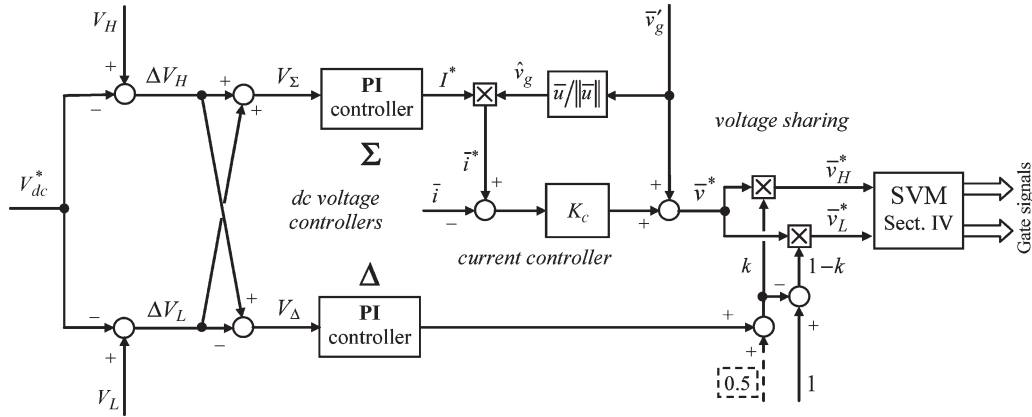 V_H
v̄′_g
+
ΔV_H
V_Σ
PI
controller
I*
v̂_g
ū/‖ū‖
−
+
+
×
voltage sharing
Σ
ī*
V*_dc
dc voltage
controllers
ī
+
−
K_c
+
+
v̄*
×
v̄*_H
v̄*_L
×
SVM
Sect. IV
Gate signals
current controller
k
1−k
Δ
−
ΔV_L
+
−
V_Δ
PI
controller
+
+
−
+
+
V_L
0.5
1